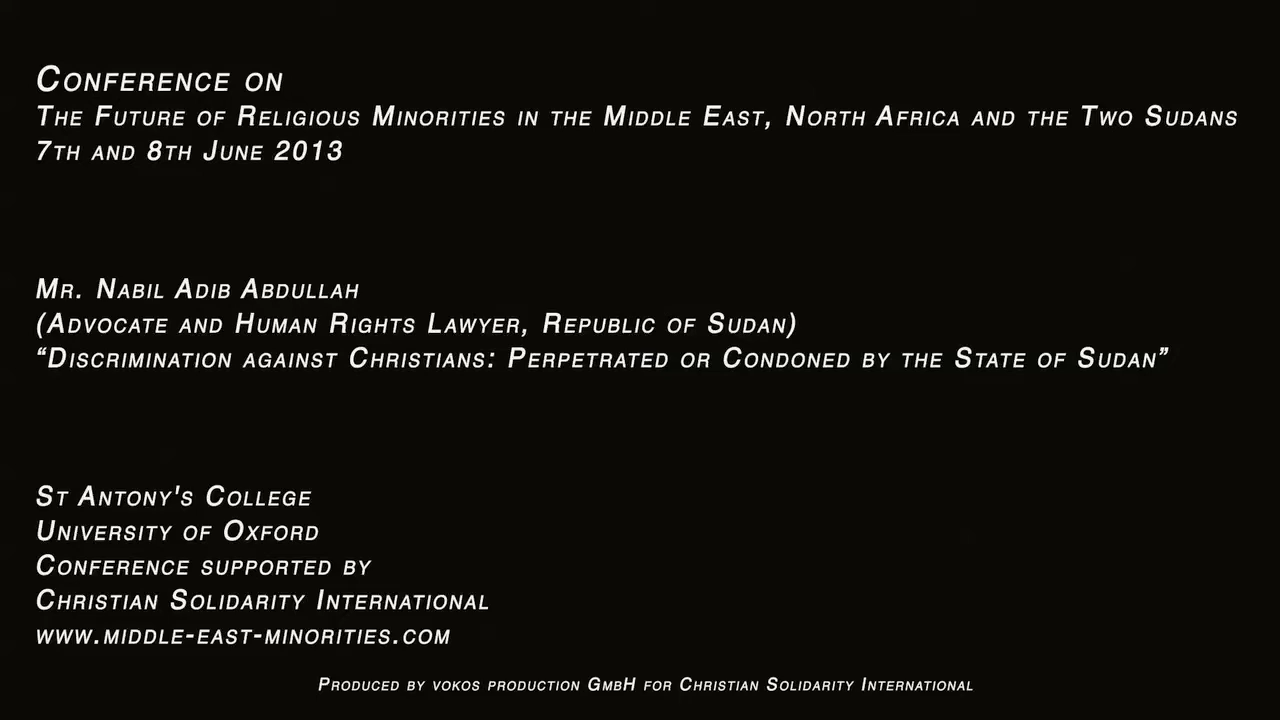 Conference on
The Future of Religious Minorities in the Middle East, North Africa and the Two Sudans
7th and 8th June 2013
Mr. Nabil Adib Abdullah
(Advocate and Human Rights Lawyer, Republic of Sudan)
“Discrimination against Christians: Perpetrated or Condoned by the State of Sudan”
St Antony's College
University of Oxford
Conference supported by
Christian Solidarity International
www.middle-east-minorities.com
Produced by vokos production GmbH for Christian Solidarity International